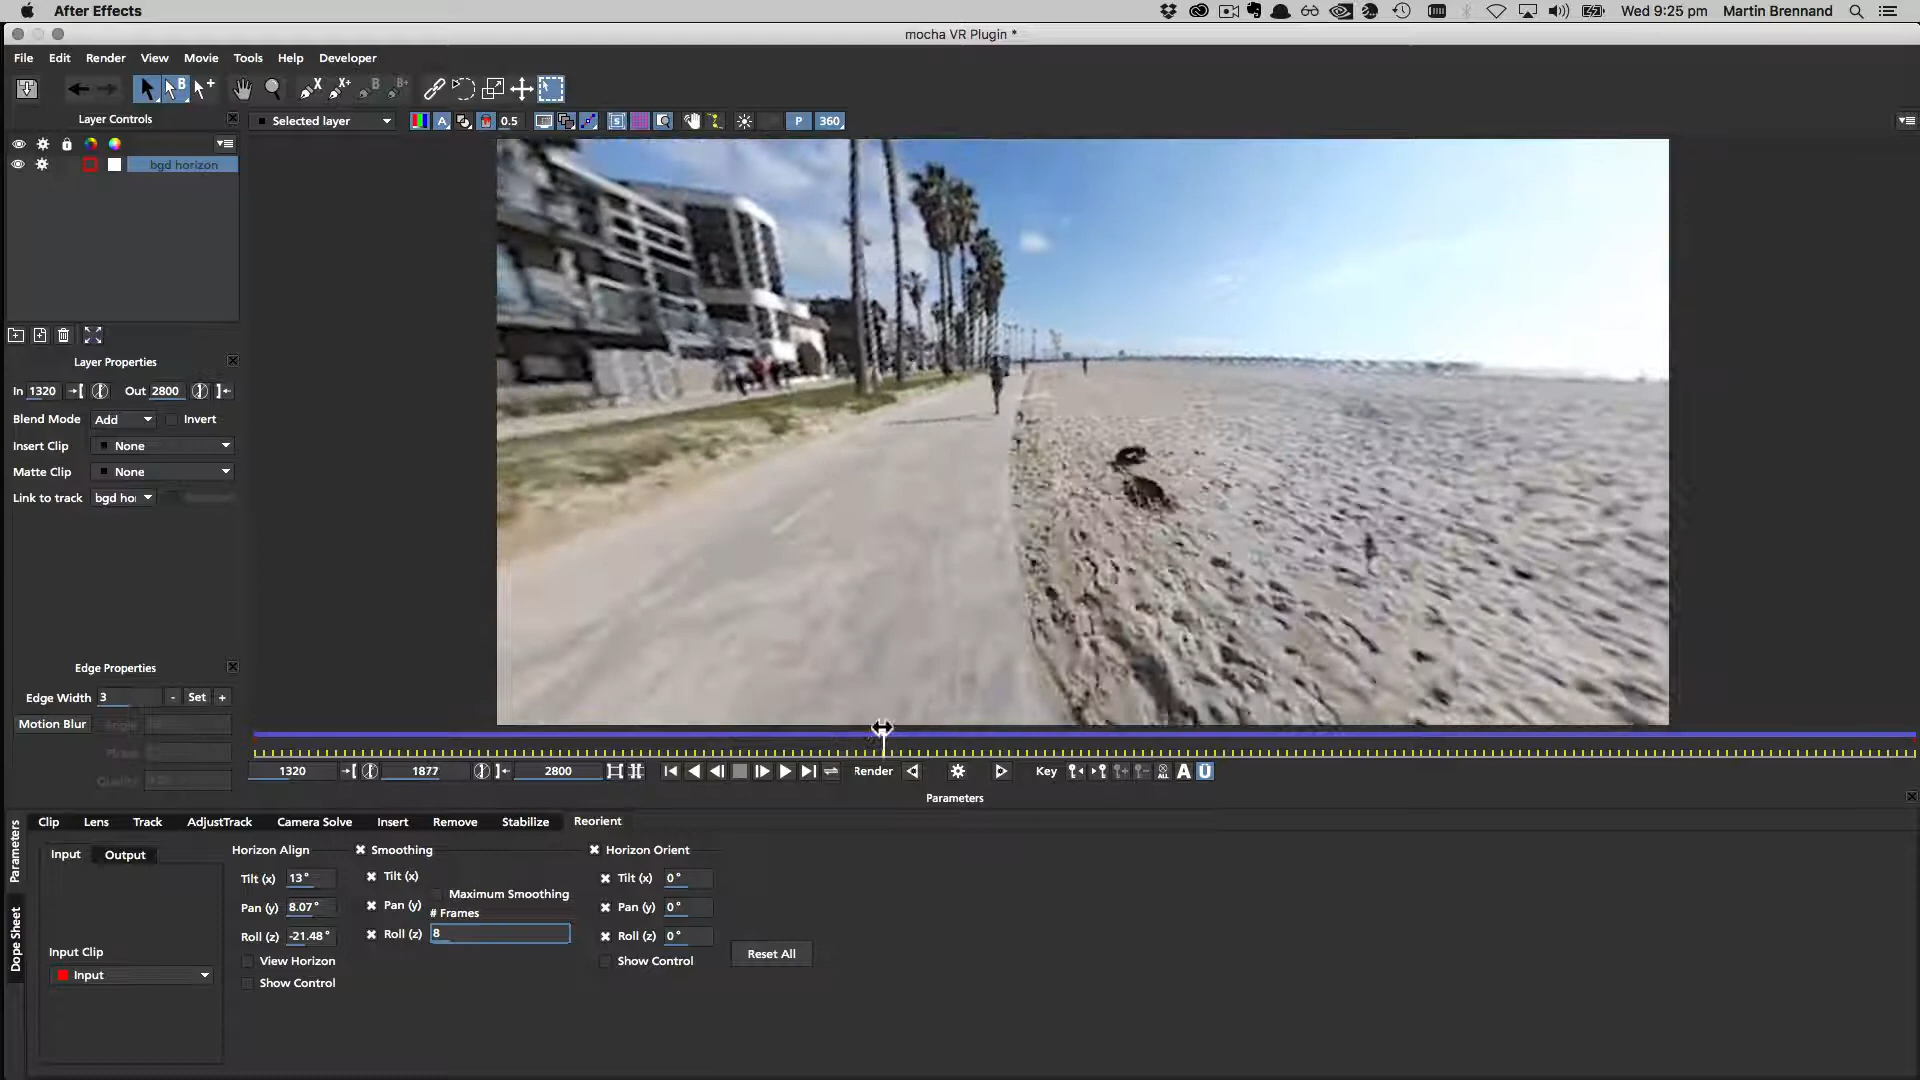 After Effects
Wed 9:25 pm Martin Brennand
mocha VR Plugin *
File Edit Render View Movie Tools Help Developer
Layer Controls
Selected layer
0.5
P
360
bgd horizon
Layer Properties
In 1320 Out 2800
Blend Mode Add Invert
Insert Clip None
Matte Clip None
Link to track bgd hor
Edge Properties
Edge Width 3 - Set +
Motion Blur Angle
Phase
Quality
1320 1877 2800 Render Key
Parameters
Clip Lens Track AdjustTrack Camera Solve Insert Remove Stabilize Reorient
Parameters
Dope Sheet
Input Output
Input Clip
Input
Horizon Align
Tilt (x) 13°
Pan (y) 8.07°
Roll (z) -21.48°
View Horizon
Show Control
Smoothing
Tilt (x)
Pan (y)
Roll (z)
Maximum Smoothing
# Frames
8
Horizon Orient
Tilt (x) 0°
Pan (y) 0°
Roll (z) 0°
Show Control
Reset All